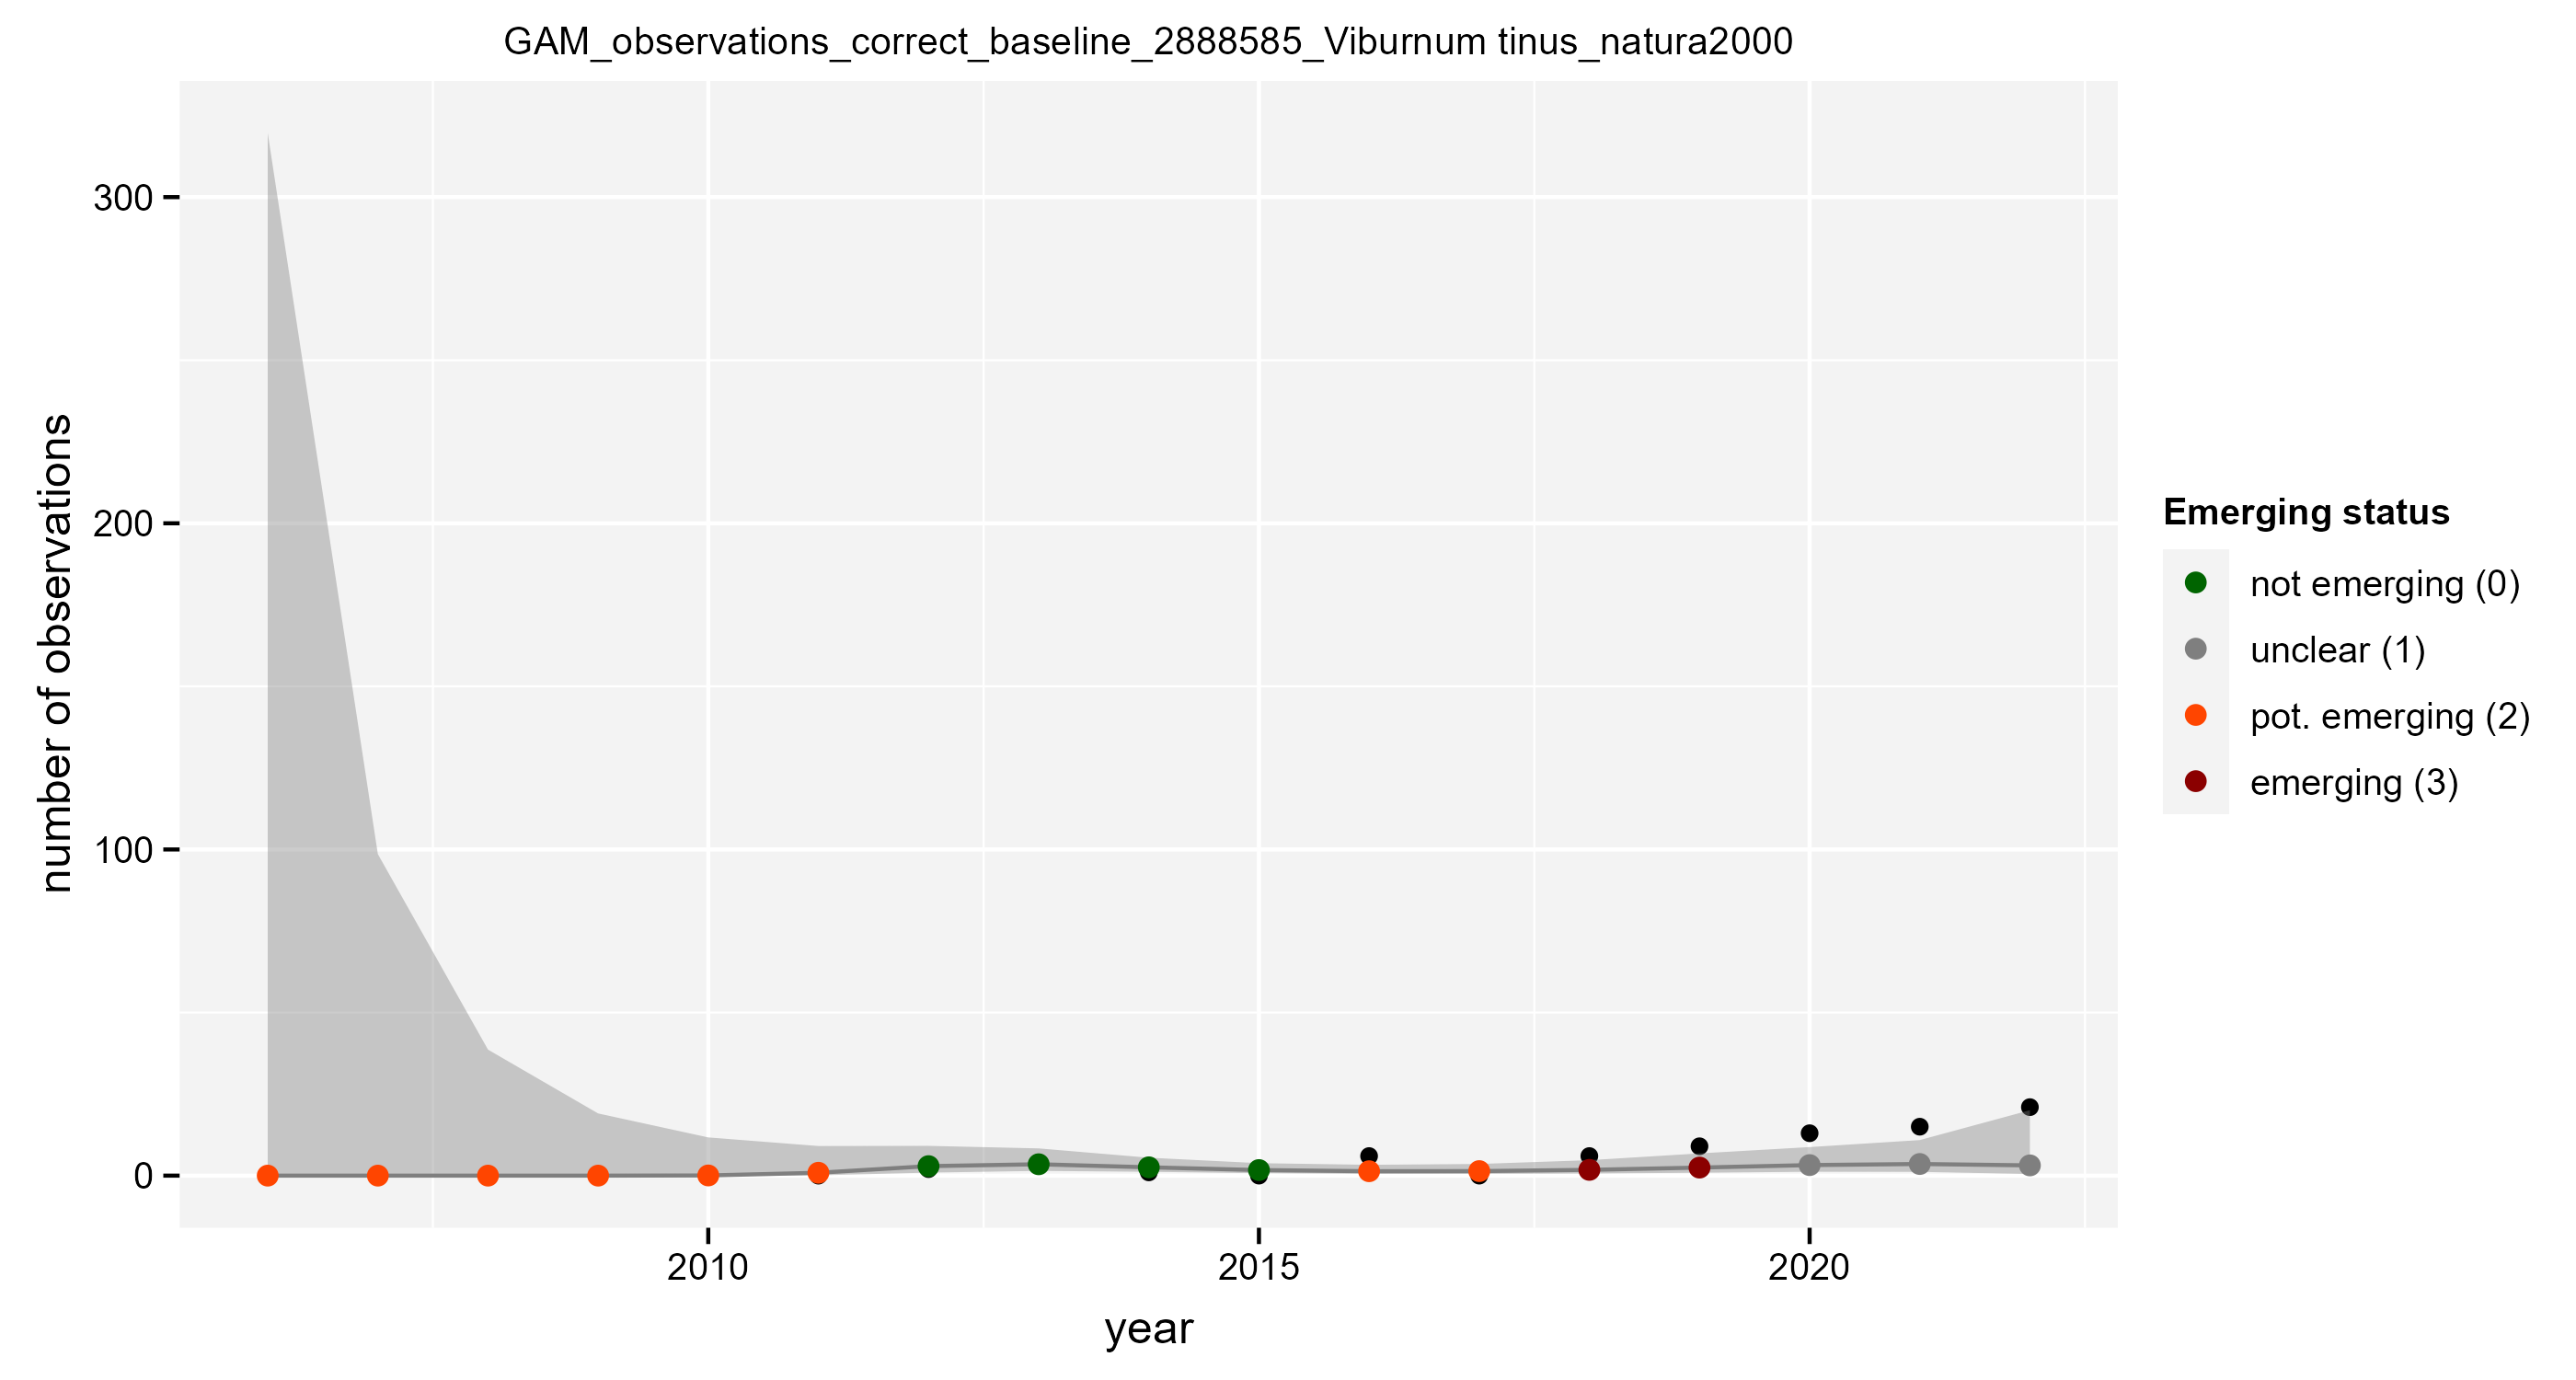 GAM_observations_correct_baseline_2888585_Viburnum tinus_natura2000
number of observations
300
200
100
0
2010
2015
2020
year
Emerging status
not emerging (0)
unclear (1)
pot. emerging (2)
emerging (3)